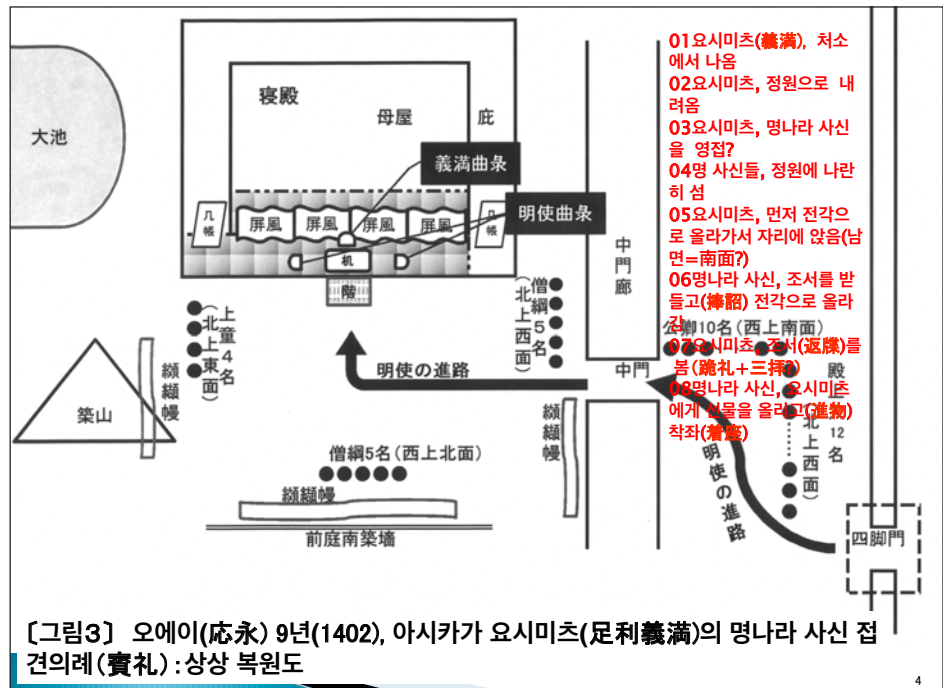 大池
寝殿
母屋
庇
義満曲彔
明使曲彔
几帳
屏風
屏風
屏風
屏風
几帳
机
階
中門廊
僧綱5名
(北上西面)
上童4名
(北上東面)
纐纈幔
築山
明使の進路
中門
公卿10名(西上南面)
殿上12名
(北上西面)
纐纈幔
明使の進路
四脚門
僧綱5名(西上北面)
纐纈幔
前庭南築墻
01요시미츠(義満), 처소
에서 나옴
02요시미츠, 정원으로 내
려옴
03요시미츠, 명나라 사신
을 영접?
04명 사신들, 정원에 나란
히 섬
05요시미츠, 먼저 전각으
로 올라가서 자리에 앉음(남
면=南面?)
06명나라 사신, 조서를 받
들고(捧詔) 전각으로 올라
감
07요시미쵸, 조서(返牒)를
봄(跪礼+三拝?)
08명나라 사신, 요시미츠
에게 선물을 올리고(進物)
착좌(着座)
〔그림3〕 오에이(応永) 9년(1402), 아시카가 요시미츠(足利義満)의 명나라 사신 접
견의례(賓礼) : 상상 복원도
4